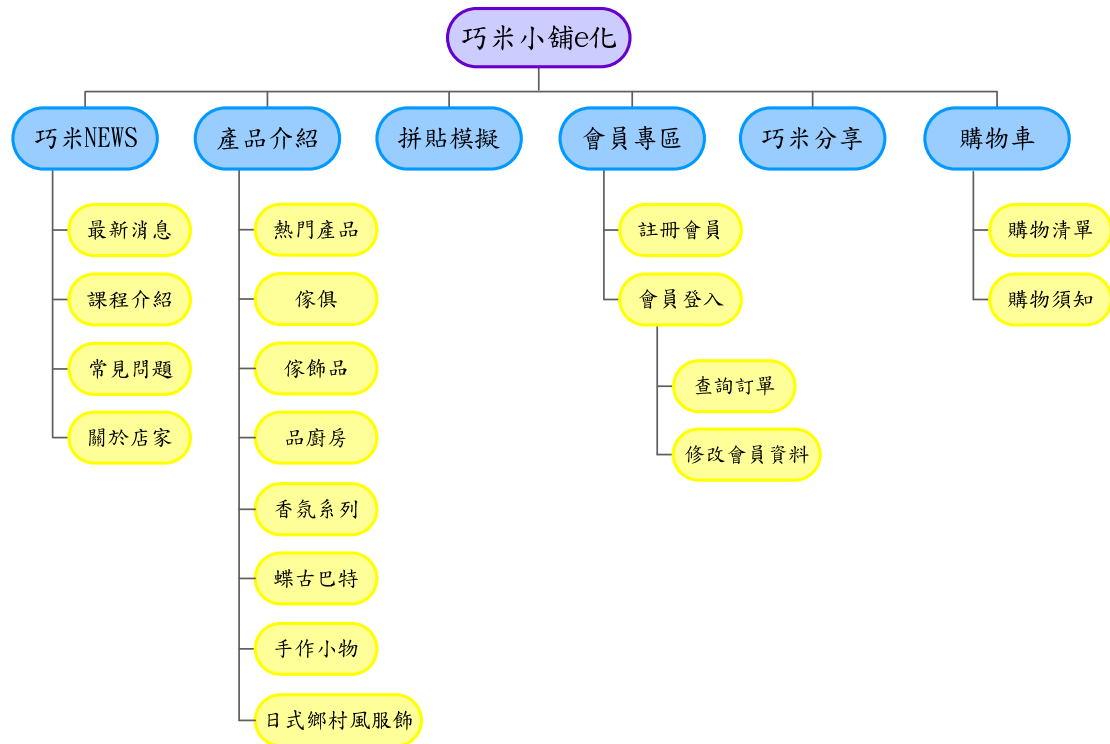 巧米小舖e化
巧米NEWS
產品介紹
拼貼模擬
會員專區
巧米分享
購物車
最新消息
課程介紹
常見問題
關於店家
熱門產品
傢俱
傢飾品
品廚房
香氛系列
蝶古巴特
手作小物
日式鄉村風服飾
註冊會員
會員登入
查詢訂單
修改會員資料
購物清單
購物須知